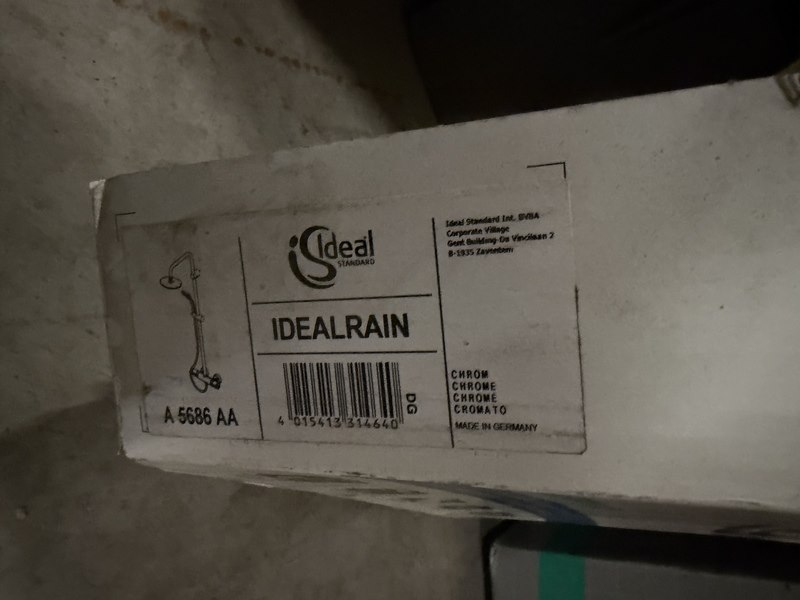 iS Ideal
STANDARD
IDEALRAIN
A 5686 AA
4 015413 314640
DG
Ideal Standard Int. BVBA
Corporate Village
Gent Building-Da Vincilaan 2
B-1935 Zaventem
CHROM
CHROME
CHROMÉ
CROMATO
MADE IN GERMANY